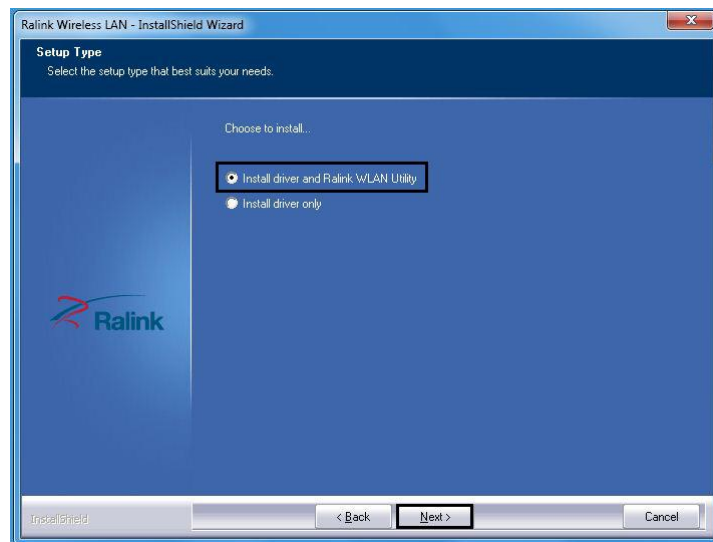 Ralink Wireless LAN - InstallShield Wizard
Setup Type
Select the setup type that best suits your needs.
Choose to install...
Install driver and Ralink WLAN Utility
Install driver only
Ralink
InstallShield
< Back
Next >
Cancel